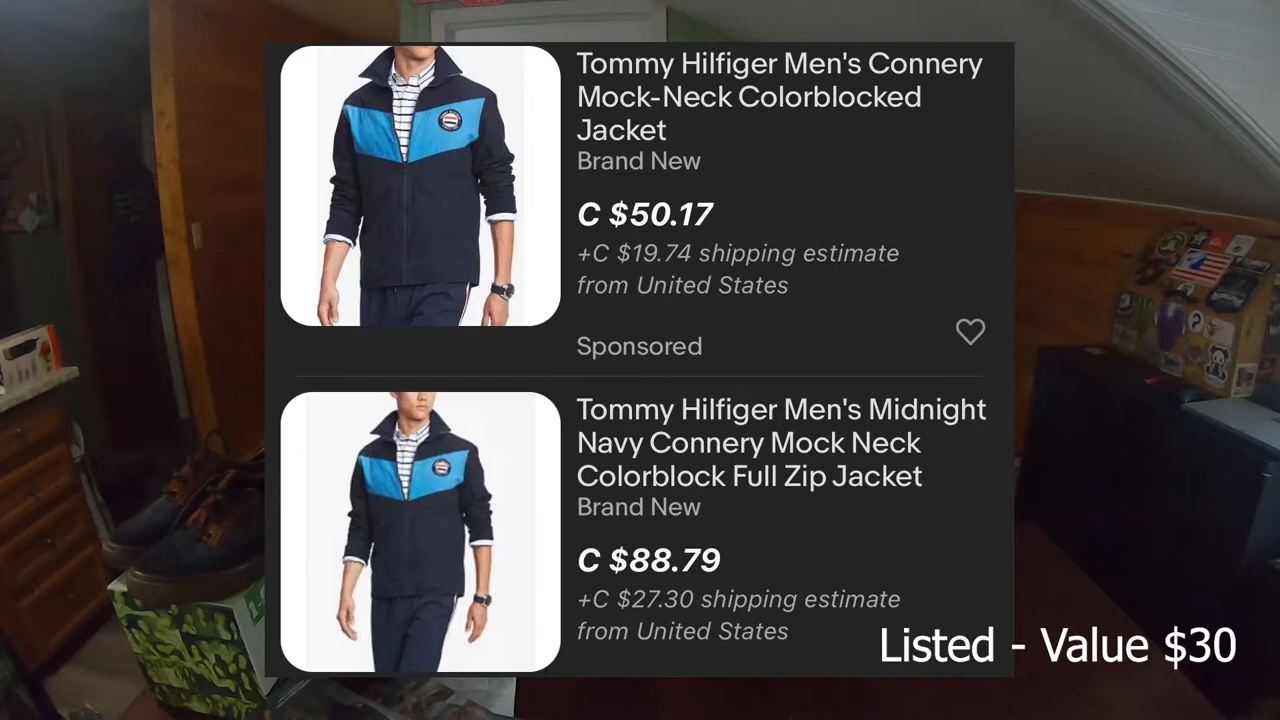 Tommy Hilfiger Men's Connery
Mock-Neck Colorblocked
Jacket
Brand New
C $50.17
+C $19.74 shipping estimate
from United States
Sponsored
Tommy Hilfiger Men's Midnight
Navy Connery Mock Neck
Colorblock Full Zip Jacket
Brand New
C $88.79
+C $27.30 shipping estimate
from United States
Listed - Value $30